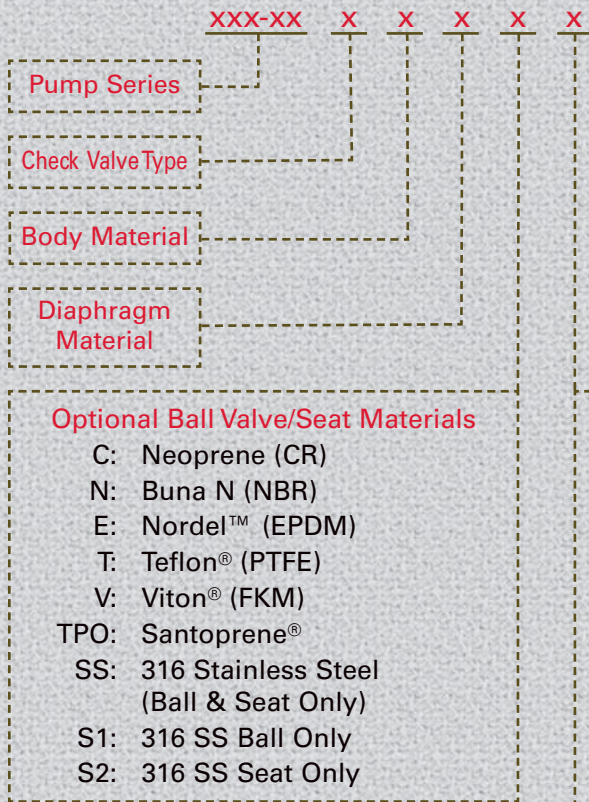 xxx-xx x x x x x
Pump Series
Check Valve Type
Body Material
Diaphragm
Material
Optional Ball Valve/Seat Materials
C: Neoprene (CR)
N: Buna N (NBR)
E: Nordel™ (EPDM)
T: Teflon® (PTFE)
V: Viton® (FKM)
TPO: Santoprene®
SS: 316 Stainless Steel
(Ball & Seat Only)
S1: 316 SS Ball Only
S2: 316 SS Seat Only